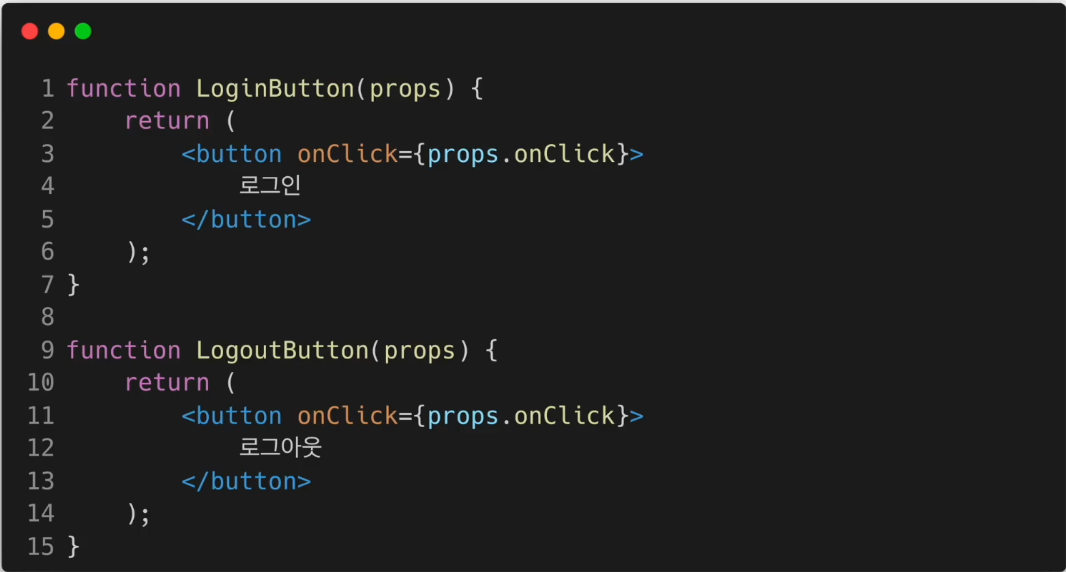 1 function LoginButton(props) {
2     return (
3         <button onClick={props.onClick}>
4             로그인
5         </button>
6     );
7 }
8
9 function LogoutButton(props) {
10     return (
11         <button onClick={props.onClick}>
12             로그아웃
13         </button>
14     );
15 }